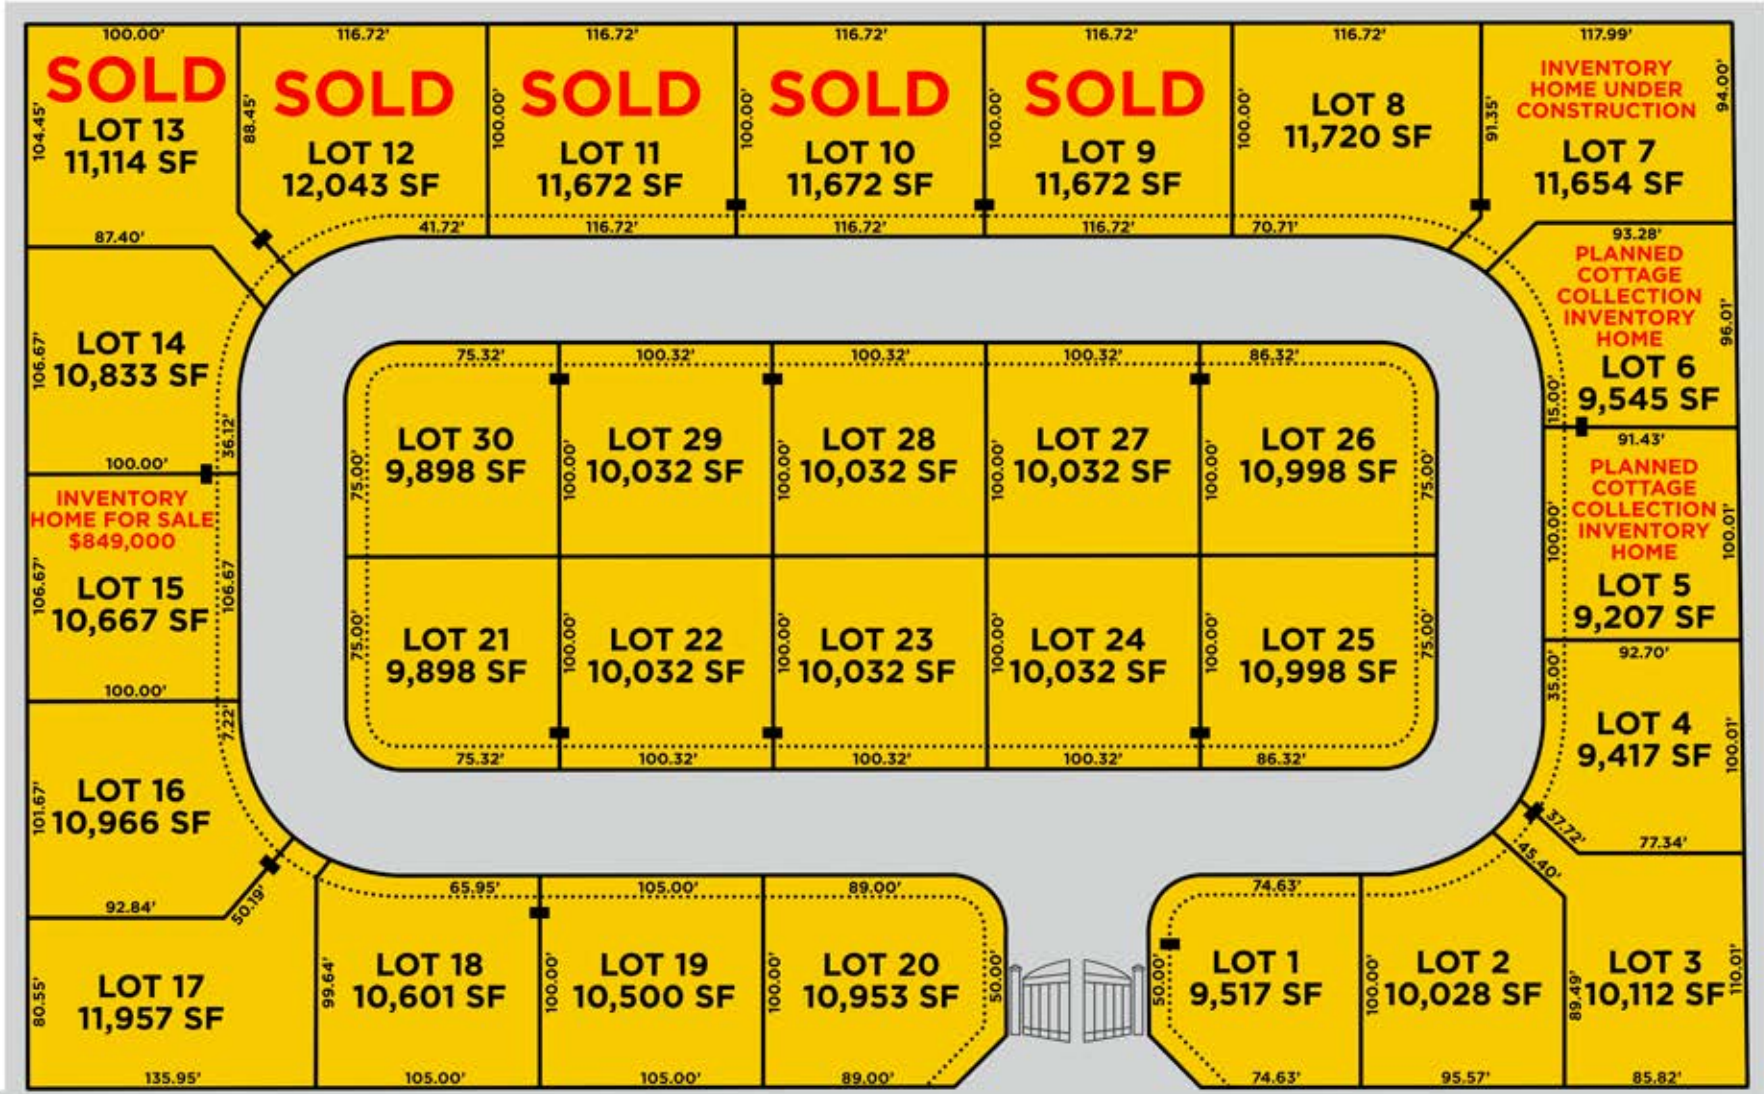 100.00'
116.72'
116.72'
116.72'
116.72'
116.72'
117.99'
SOLD
LOT 13
11,114 SF
104.45'
88.45'
SOLD
LOT 12
12,043 SF
100.00'
SOLD
LOT 11
11,672 SF
100.00'
SOLD
LOT 10
11,672 SF
100.00'
SOLD
LOT 9
11,672 SF
100.00'
LOT 8
11,720 SF
91.35'
INVENTORY
HOME UNDER
CONSTRUCTION
LOT 7
11,654 SF
94.00'
87.40'
41.72'
116.72'
116.72'
116.72'
70.71'
93.28'
PLANNED
COTTAGE
COLLECTION
INVENTORY
HOME
LOT 6
9,545 SF
96.01'
15.00'
91.43'
LOT 14
10,833 SF
106.67'
36.12'
100.00'
INVENTORY
HOME FOR SALE
$849,000
LOT 15
10,667 SF
106.67'
106.67
100.00'
75.32'
100.32'
100.32'
100.32'
86.32'
75.00'
LOT 30
9,898 SF
100.00'
LOT 29
10,032 SF
100.00'
LOT 28
10,032 SF
100.00'
LOT 27
10,032 SF
100.00'
LOT 26
10,998 SF
75.00'
75.00'
LOT 21
9,898 SF
100.00'
LOT 22
10,032 SF
100.00'
LOT 23
10,032 SF
100.00'
LOT 24
10,032 SF
100.00'
LOT 25
10,998 SF
75.00'
75.32'
100.32'
100.32'
100.32'
86.32'
PLANNED
COTTAGE
COLLECTION
INVENTORY
HOME
LOT 5
9,207 SF
100.00'
100.01'
92.70'
35.00'
LOT 4
9,417 SF
100.01'
37.72'
77.34'
45.40'
7.22'
LOT 16
10,966 SF
101.67'
92.84'
50.19'
LOT 17
11,957 SF
80.55'
135.95'
65.95'
99.64'
LOT 18
10,601 SF
105.00'
105.00'
100.00'
LOT 19
10,500 SF
105.00'
89.00'
100.00'
LOT 20
10,953 SF
50.00'
89.00'
74.63'
50.00'
LOT 1
9,517 SF
74.63'
100.00'
LOT 2
10,028 SF
95.57'
89.49'
LOT 3
10,112 SF
110.01'
85.82'